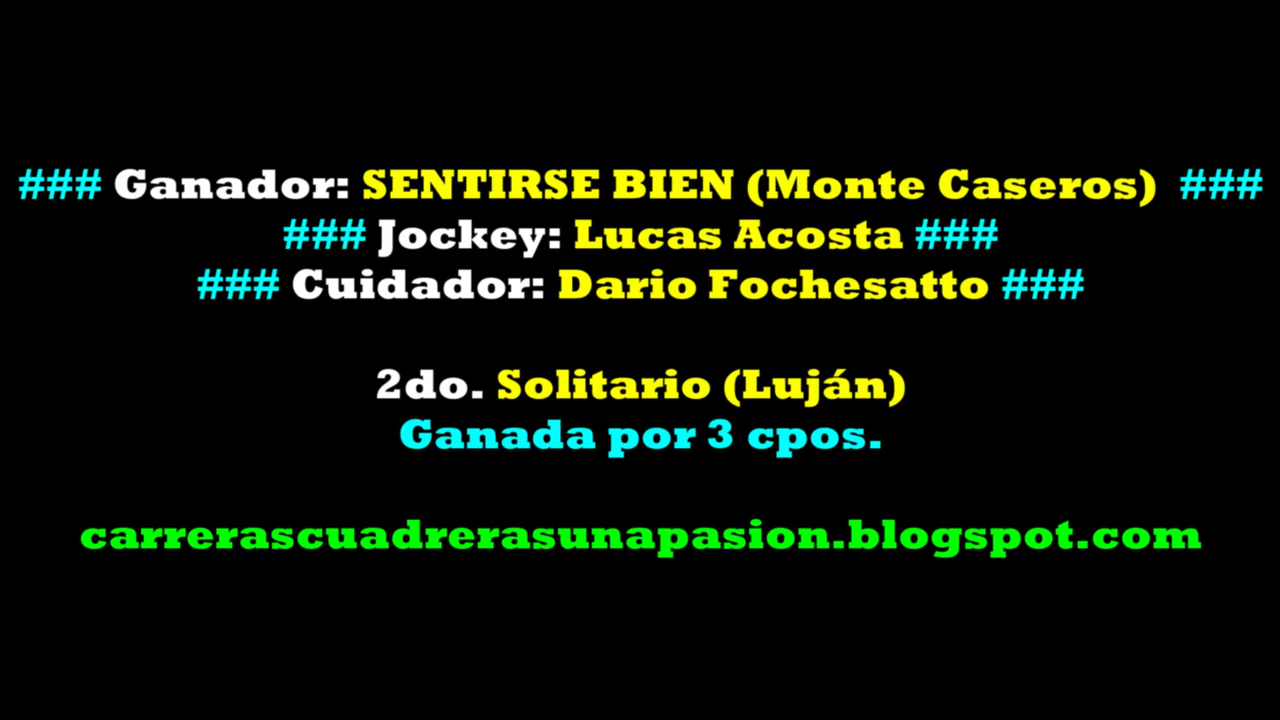 ### Ganador: SENTIRSE BIEN (Monte Caseros) ###
### Jockey: Lucas Acosta ###
### Cuidador: Dario Fochesatto ###
2do. Solitario (Luján)
Ganada por 3 cpos.
carrerascuadrerasunapasion.blogspot.com